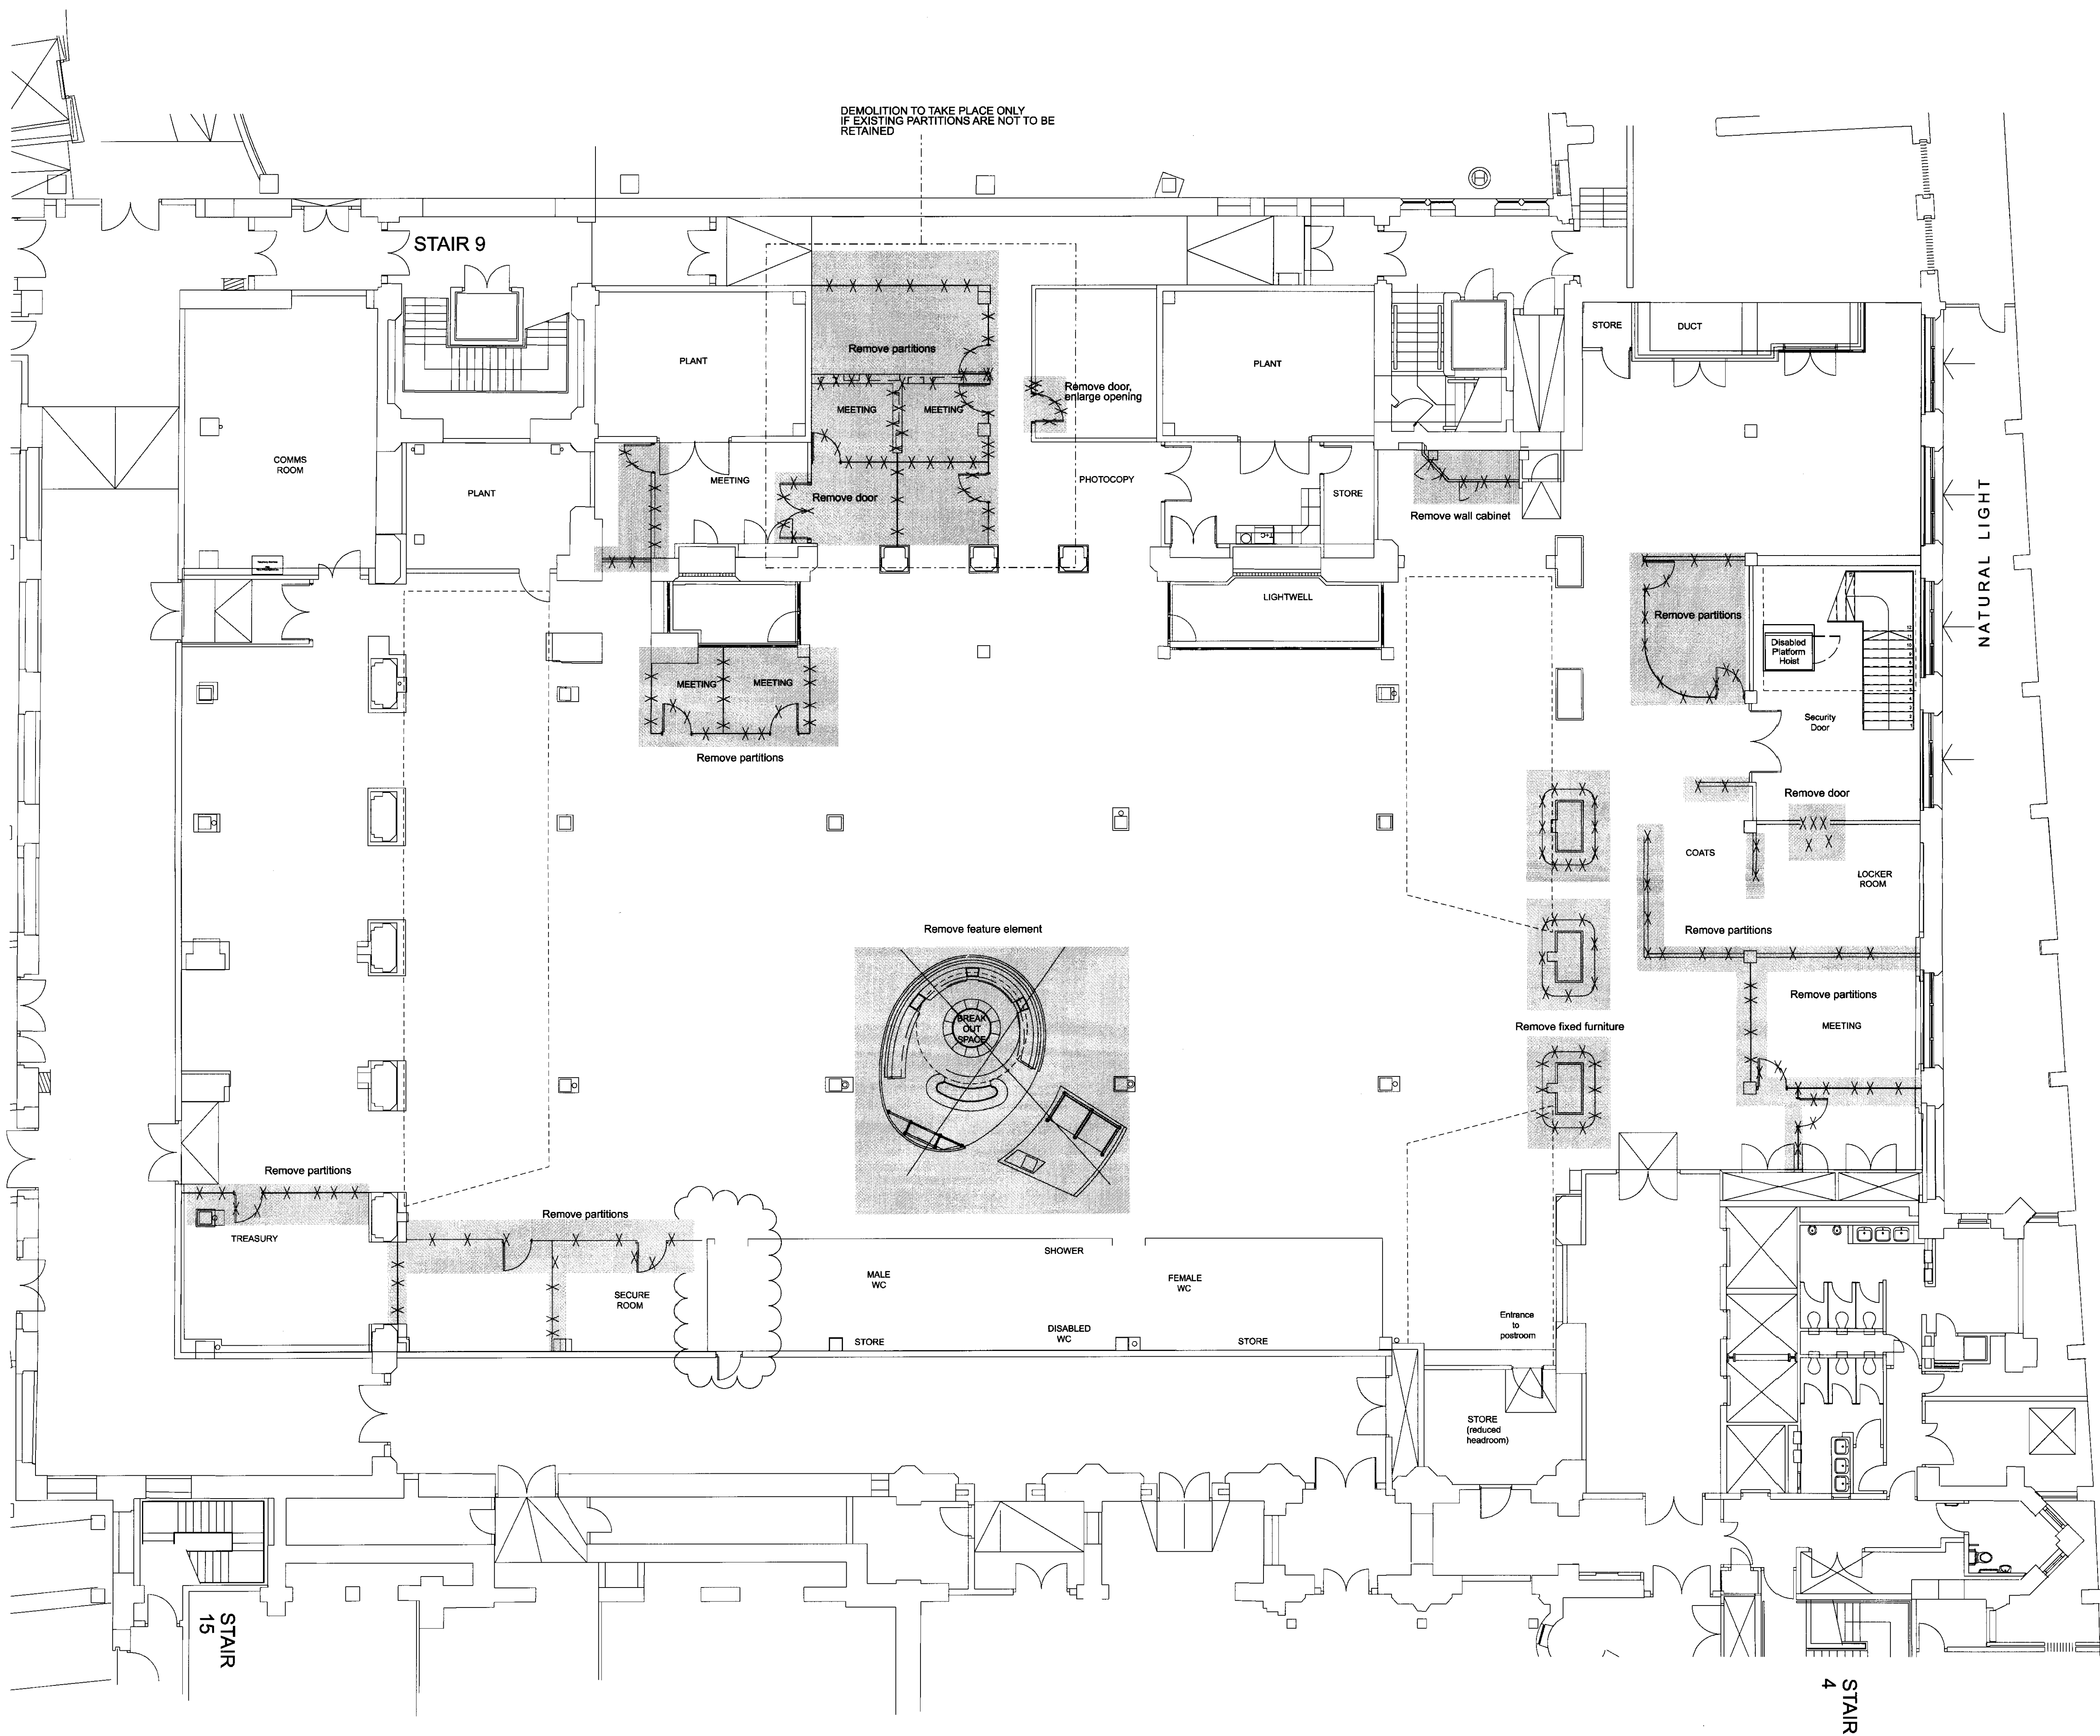 DEMOLITION TO TAKE PLACE ONLY
IF EXISTING PARTITIONS ARE NOT TO BE
RETAINED
STAIR 9
STORE
DUCT
PLANT
Remove partitions
PLANT
Remove door,
enlarge opening
MEETING
MEETING
COMMS
ROOM
PLANT
MEETING
Remove door
PHOTOCOPY
STORE
Remove wall cabinet
NATURAL LIGHT
LIGHTWELL
Remove partitions
Disabled
Platform
Hoist
MEETING
MEETING
Security
Door
Remove partitions
Remove door
COATS
LOCKER
ROOM
Remove feature element
Remove partitions
BREAK
OUT
SPACE
Remove partitions
MEETING
Remove fixed furniture
Remove partitions
Remove partitions
TREASURY
SHOWER
MALE
WC
FEMALE
WC
SECURE
ROOM
Entrance
to
postroom
DISABLED
WC
STORE
STORE
STORE
(reduced
headroom)
STAIR
15
STAIR
4